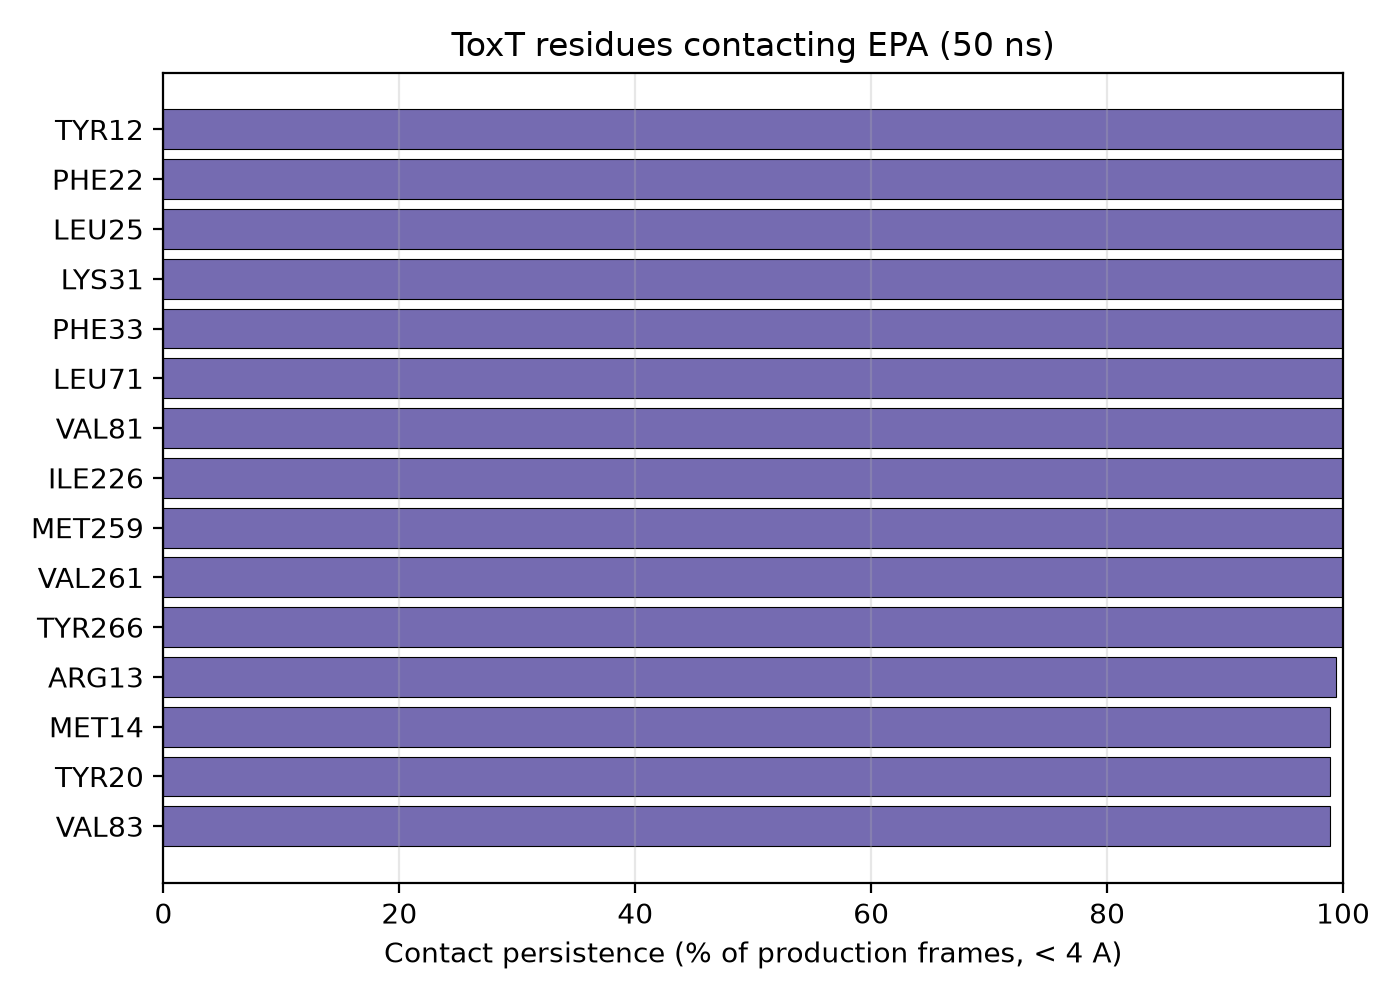 ToxT residues contacting EPA (50 ns)
TYR12
PHE22
LEU25
LYS31
PHE33
LEU71
VAL81
ILE226
MET259
VAL261
TYR266
ARG13
MET14
TYR20
VAL83
0 20 40 60 80 100
Contact persistence (% of production frames, < 4 A)